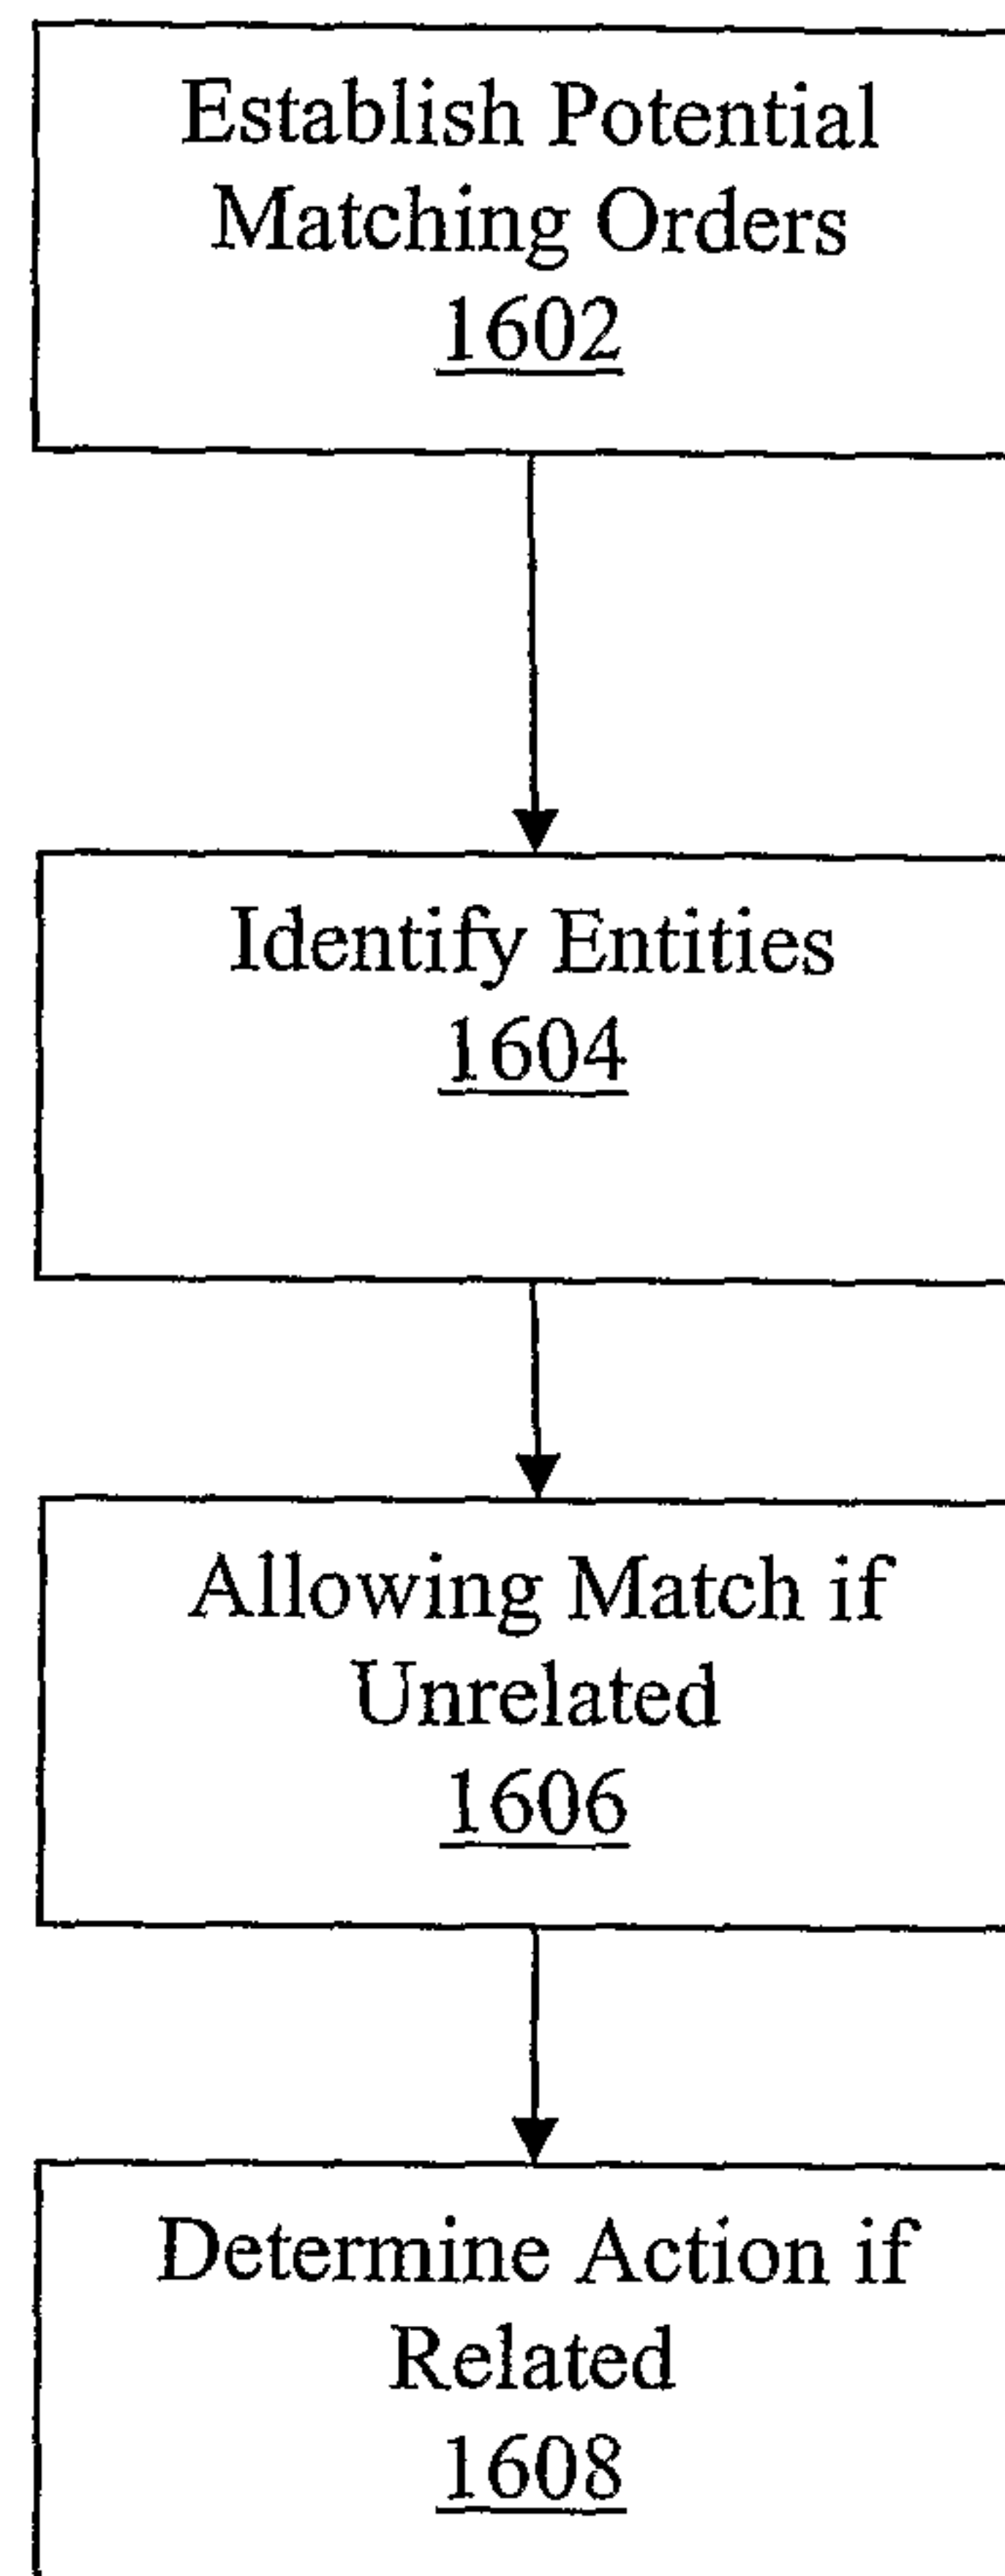 Establish Potential
Matching Orders
1602
Identify Entities
1604
Allowing Match if
Unrelated
1606
Determine Action if
Related
1608